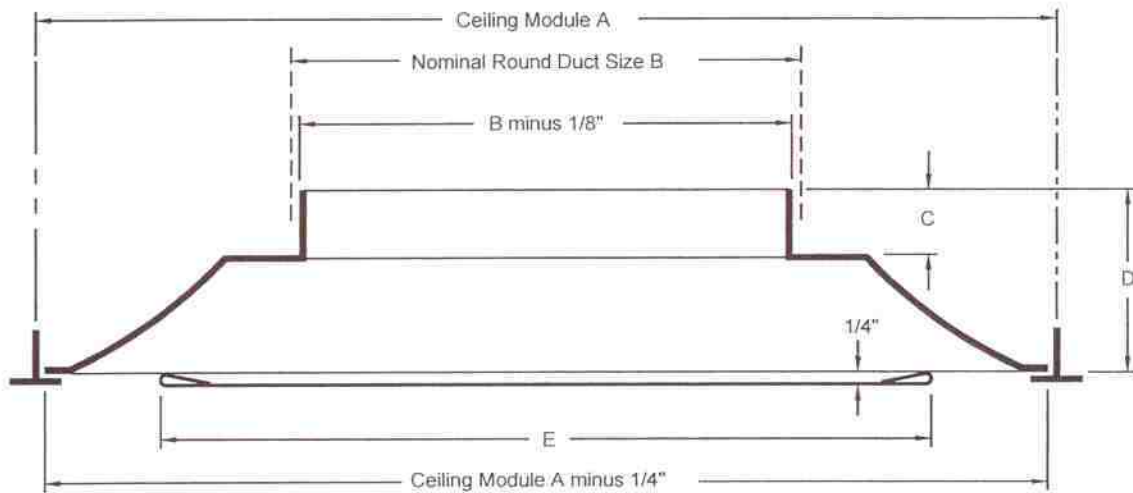 Ceiling Module A
Nominal Round Duct Size B
B minus 1/8"
C
D
1/4"
E
Ceiling Module A minus 1/4"